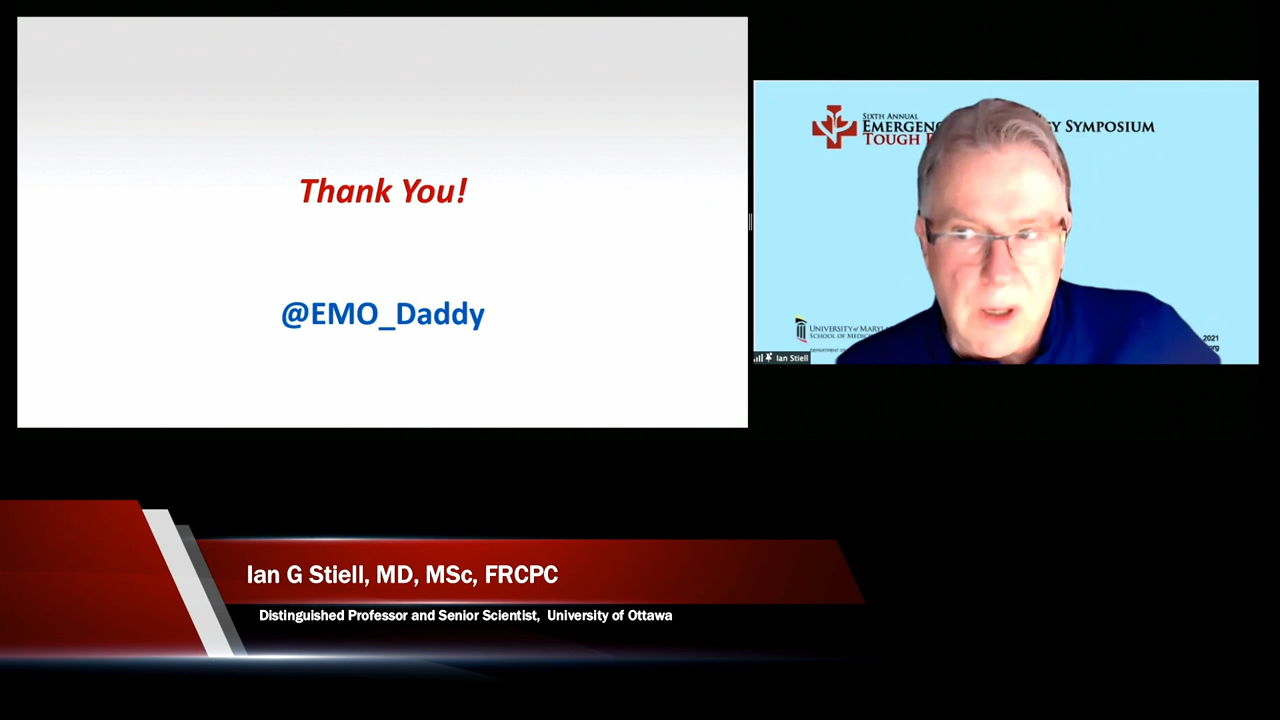 Thank You!
@EMO_Daddy
SIXTH ANNUAL
EMERGENC
Y SYMPOSIUM
TOUGH
UNIVERSITY of MARYL
SCHOOL of MEDIC
2021
Ian Stiell
Ian G Stiell, MD, MSc, FRCPC
Distinguished Professor and Senior Scientist, University of Ottawa